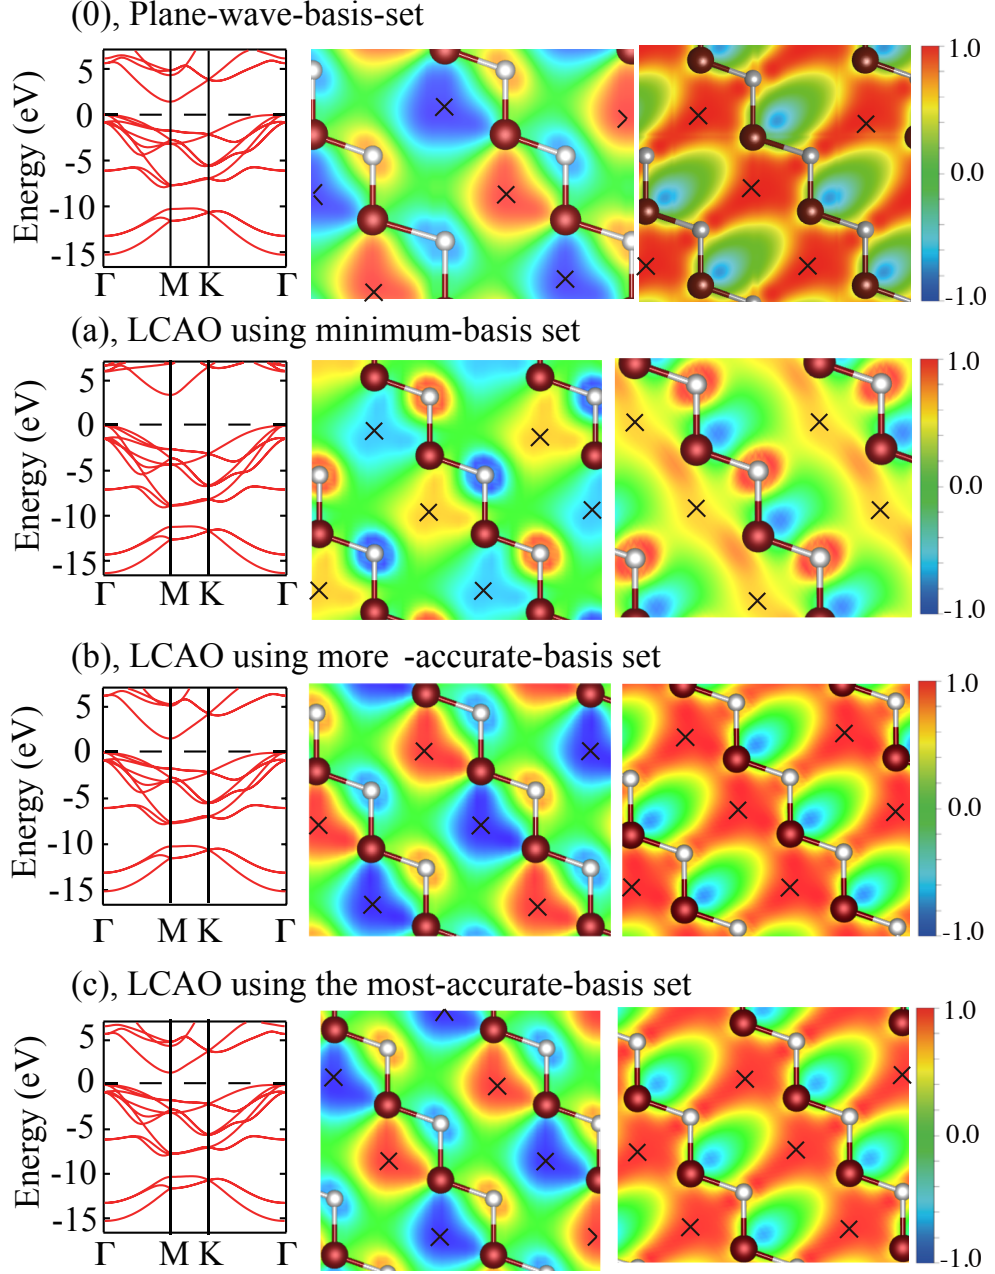 (0), Plane-wave-basis-set
Energy (eV)
5
0
-5
-10
-15
Γ M K Γ
1.0
0.0
-1.0
(a), LCAO using minimum-basis set
Energy (eV)
5
0
-5
-10
-15
Γ M K Γ
1.0
0.0
-1.0
(b), LCAO using more -accurate-basis set
Energy (eV)
5
0
-5
-10
-15
Γ M K Γ
1.0
0.0
-1.0
(c), LCAO using the most-accurate-basis set
Energy (eV)
5
0
-5
-10
-15
Γ M K Γ
1.0
0.0
-1.0